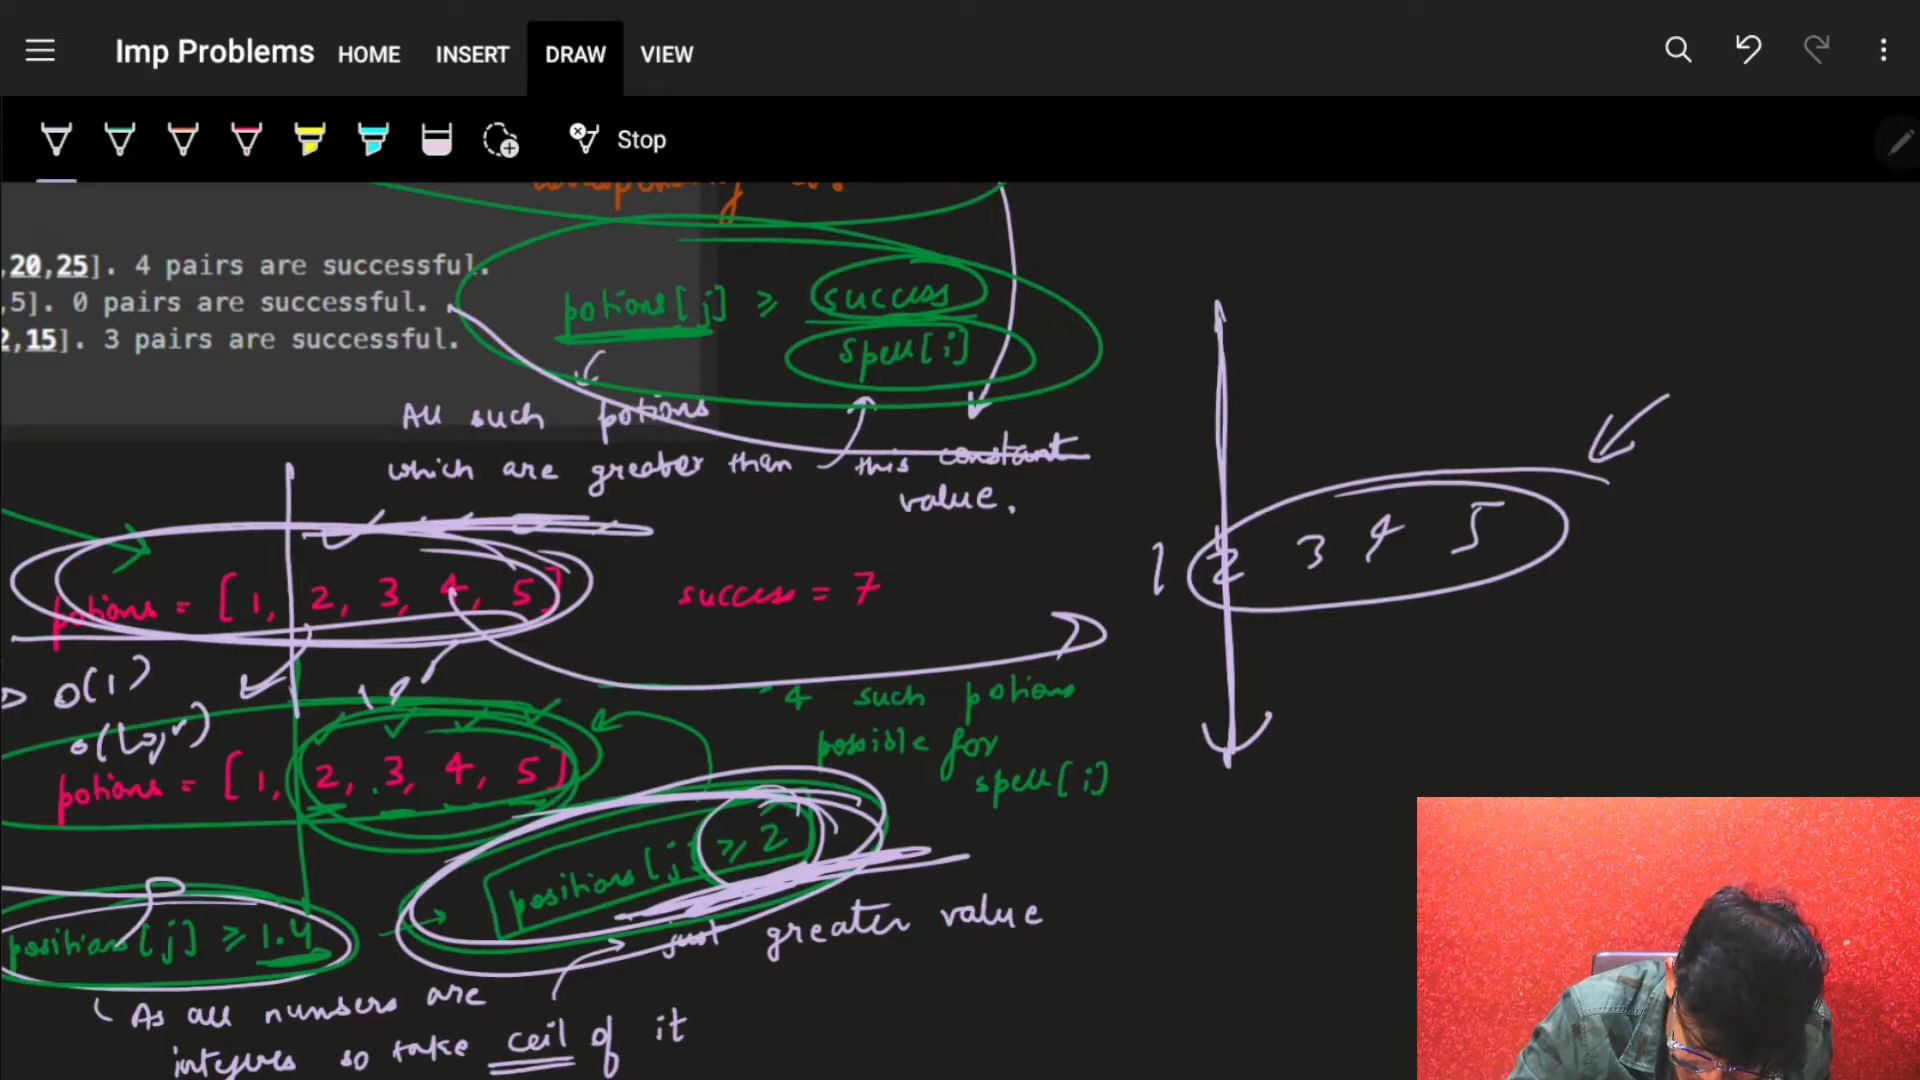 Imp Problems HOME INSERT DRAW VIEW
Stop
,20,25]. 4 pairs are successful.
,5]. 0 pairs are successful.
2,15]. 3 pairs are successful.
potions[j] ≥ success
spell[i]
All such potions
which are greater than this constant
value.
1 2 3 4 5
potions = [1, 2, 3, 4, 5]
success = 7
O(1)
O(log n)
4 such potions
possible for
spell[i]
potions = [1, 2, 3, 4, 5]
positions[j] ≥ 2
positions[j] ≥ 1.4
just greater value
As all numbers are
integers so take ceil of it